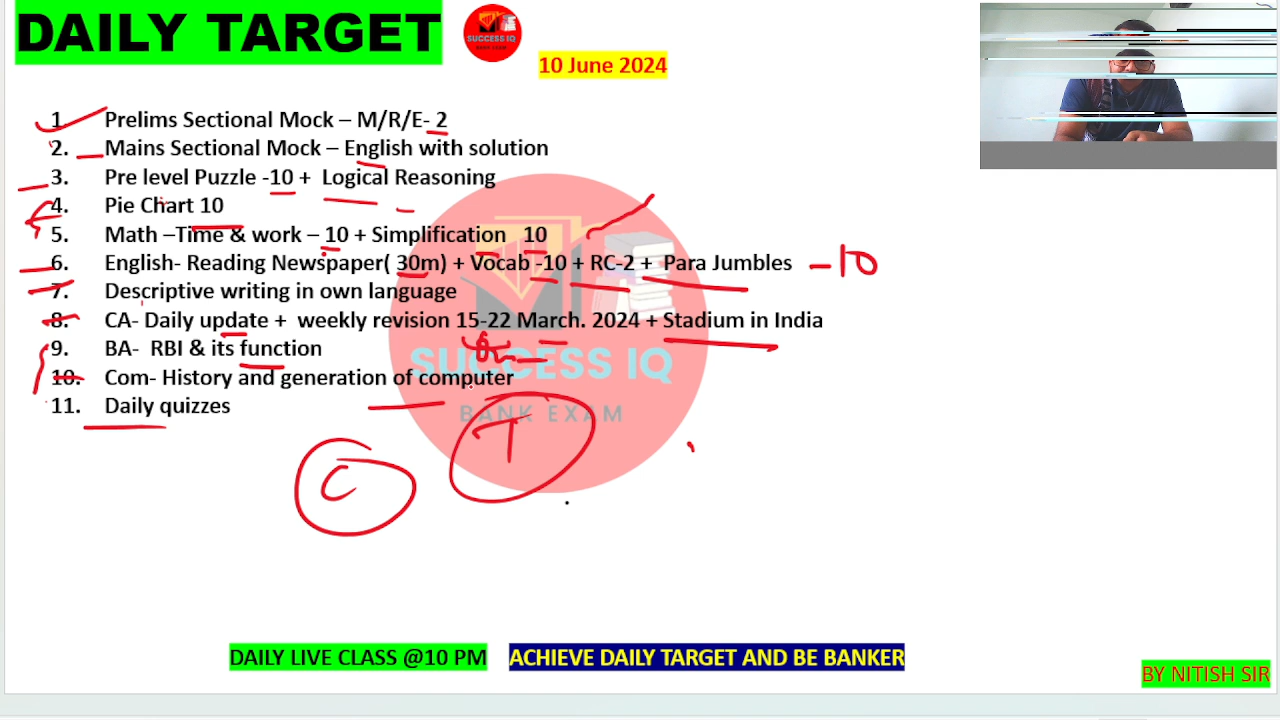 DAILY TARGET
SUCCESS IQ
BANK EXAM
10 June 2024
1. Prelims Sectional Mock – M/R/E- 2
2. Mains Sectional Mock – English with solution
3. Pre level Puzzle -10 + Logical Reasoning
4. Pie Chart 10
5. Math –Time & work – 10 + Simplification 10
6. English- Reading Newspaper( 30m) + Vocab -10 + RC-2 + Para Jumbles –10
7. Descriptive writing in own language
8. CA- Daily update + weekly revision 15-22 March. 2024 + Stadium in India
9. BA- RBI & its function
SUCCESS IQ
10. Com- History and generation of computer
11. Daily quizzes
BANK EXAM
T
C
DAILY LIVE CLASS @10 PM
ACHIEVE DAILY TARGET AND BE BANKER
BY NITISH SIR